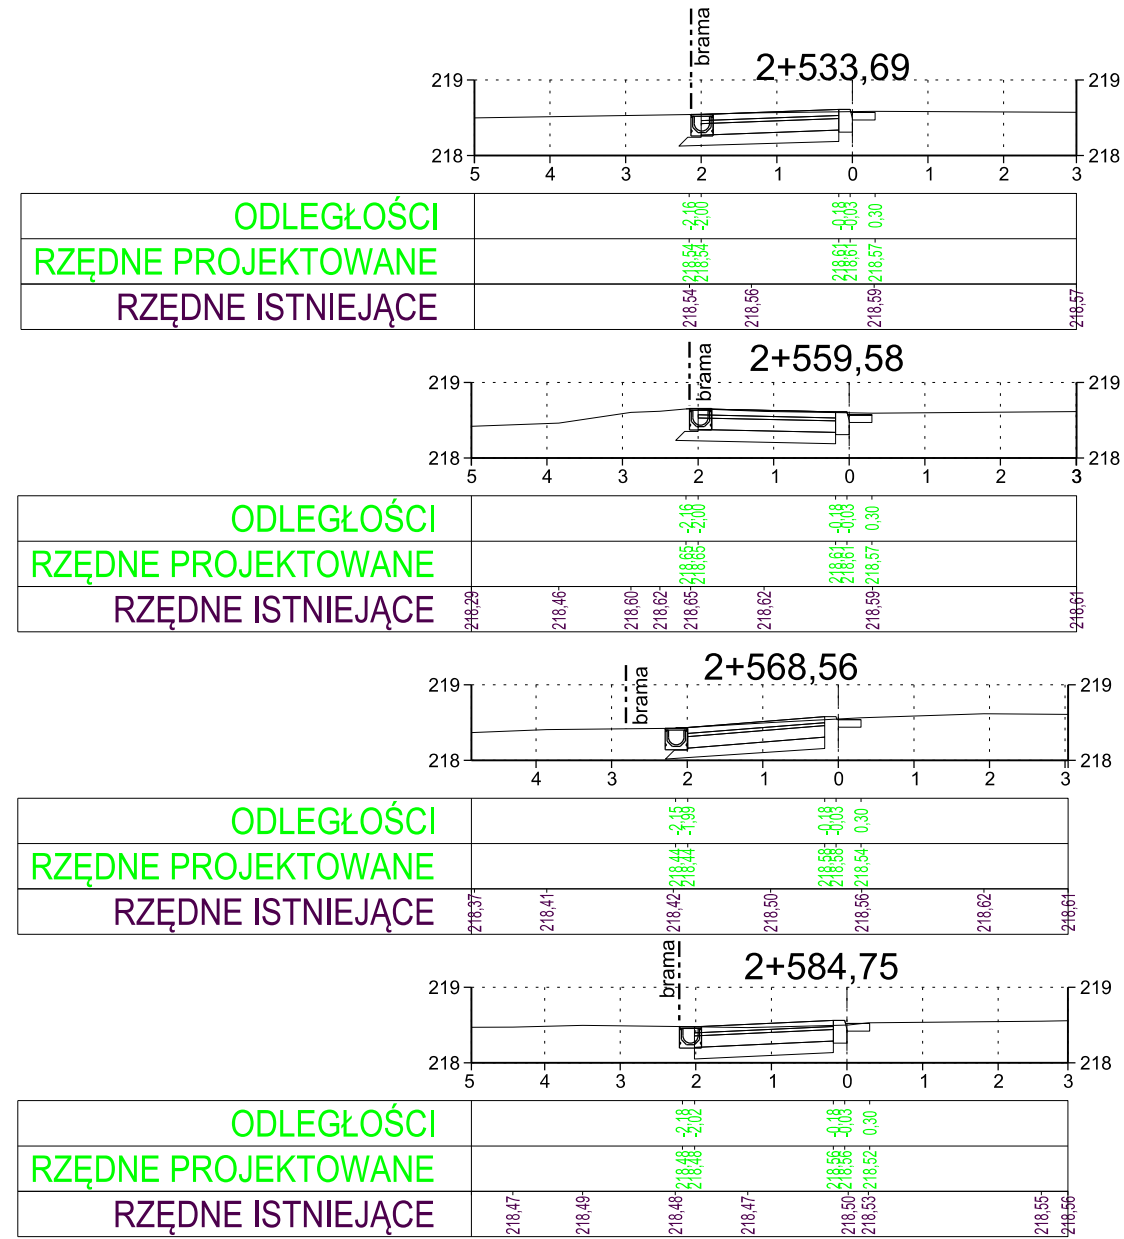 brama
2+533,69
219 219
218 218
5 4 3 2 1 0 1 2 3
ODLEGŁOŚCI -2,16 -2,00 -0,18 -0,03 0,30
RZĘDNE PROJEKTOWANE 218,54 218,54 218,61 218,61 218,57
RZĘDNE ISTNIEJĄCE 218,54 218,56 218,59 218,57
brama
2+559,58
219 219
218 218
5 4 3 2 1 0 1 2 3
ODLEGŁOŚCI -2,16 -2,00 -0,18 -0,03 0,30
RZĘDNE PROJEKTOWANE 218,65 218,65 218,61 218,61 218,57
RZĘDNE ISTNIEJĄCE 218,29 218,46 218,60 218,62 218,65 218,62 218,59 218,61
brama
2+568,56
219 219
218 218
4 3 2 1 0 1 2 3
ODLEGŁOŚCI -2,15 -1,99 -0,18 -0,03 0,30
RZĘDNE PROJEKTOWANE 218,44 218,44 218,58 218,58 218,54
RZĘDNE ISTNIEJĄCE 218,37 218,41 218,42 218,50 218,56 218,62 218,61
brama
2+584,75
219 219
218 218
5 4 3 2 1 0 1 2 3
ODLEGŁOŚCI -2,18 -2,02 -0,18 -0,03 0,30
RZĘDNE PROJEKTOWANE 218,48 218,48 218,56 218,56 218,52
RZĘDNE ISTNIEJĄCE 218,47 218,49 218,48 218,47 218,50 218,53 218,55 218,56